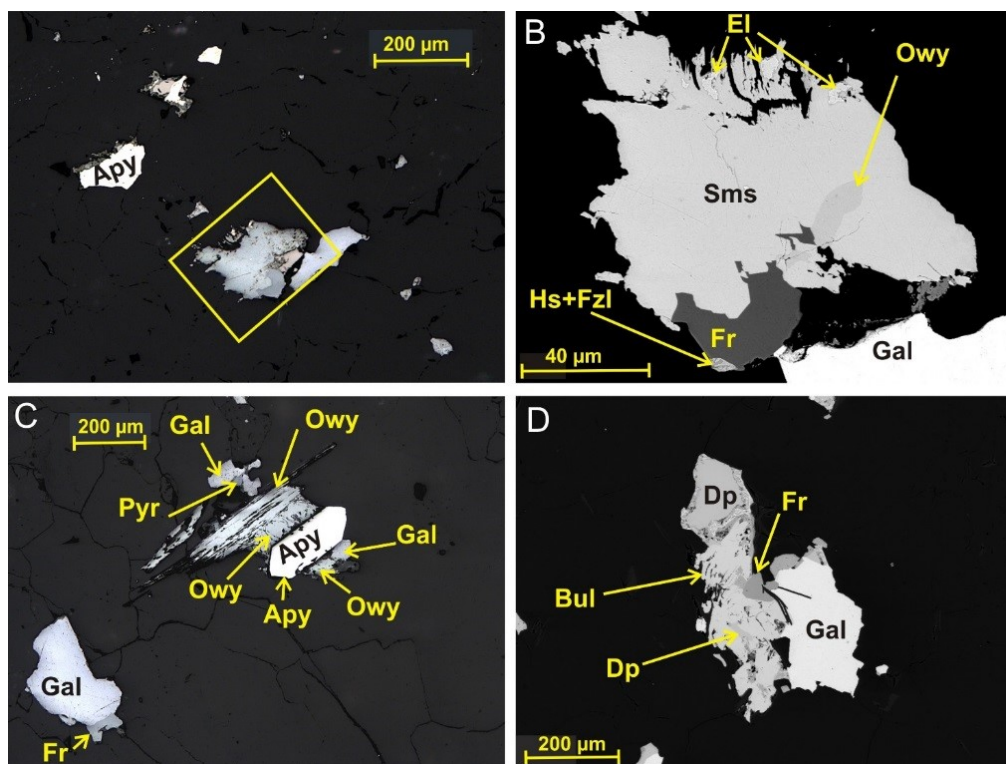 200 µm
Apy
B
El
Owy
Sms
Hs+Fzl
Fr
Gal
40 µm
C
200 µm
Gal
Owy
Pyr
Apy
Gal
Owy
Apy
Owy
Gal
Fr
D
Dp
Fr
Bul
Gal
Dp
200 µm